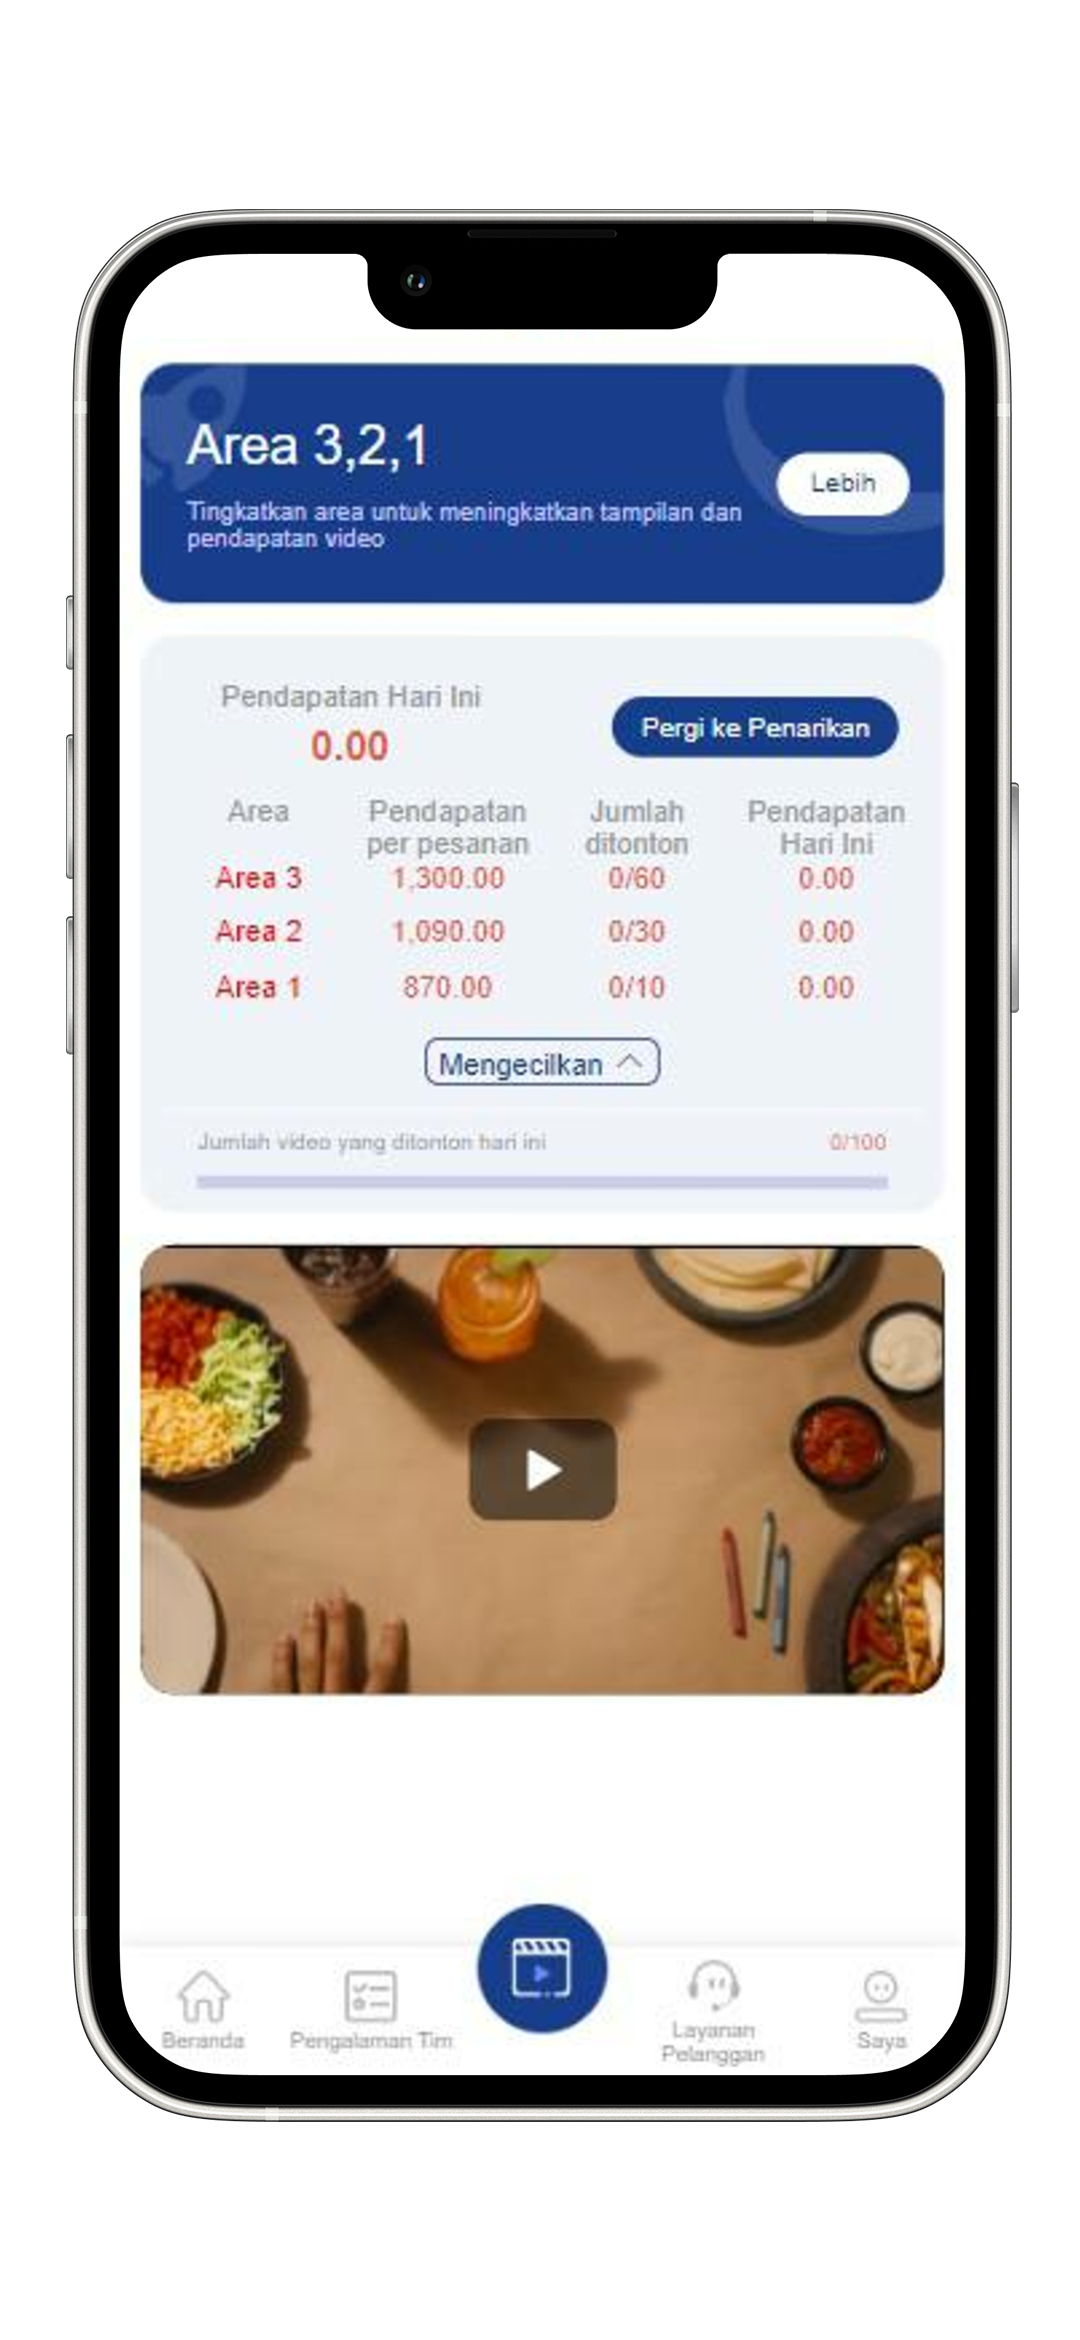 Area 3,2,1
Tingkatkan area untuk meningkatkan tampilan dan
pendapatan video
Lebih
Pendapatan Hari Ini
0.00
Pergi ke Penarikan
Area Pendapatan per pesanan Jumlah ditonton Pendapatan Hari Ini
Area 3 1,300.00 0/60 0.00
Area 2 1,090.00 0/30 0.00
Area 1 870.00 0/10 0.00
Mengecilkan
Jumlah video yang ditonton hari ini 0/100
Beranda
Pengalaman Tim
Layanan
Pelanggan
Saya